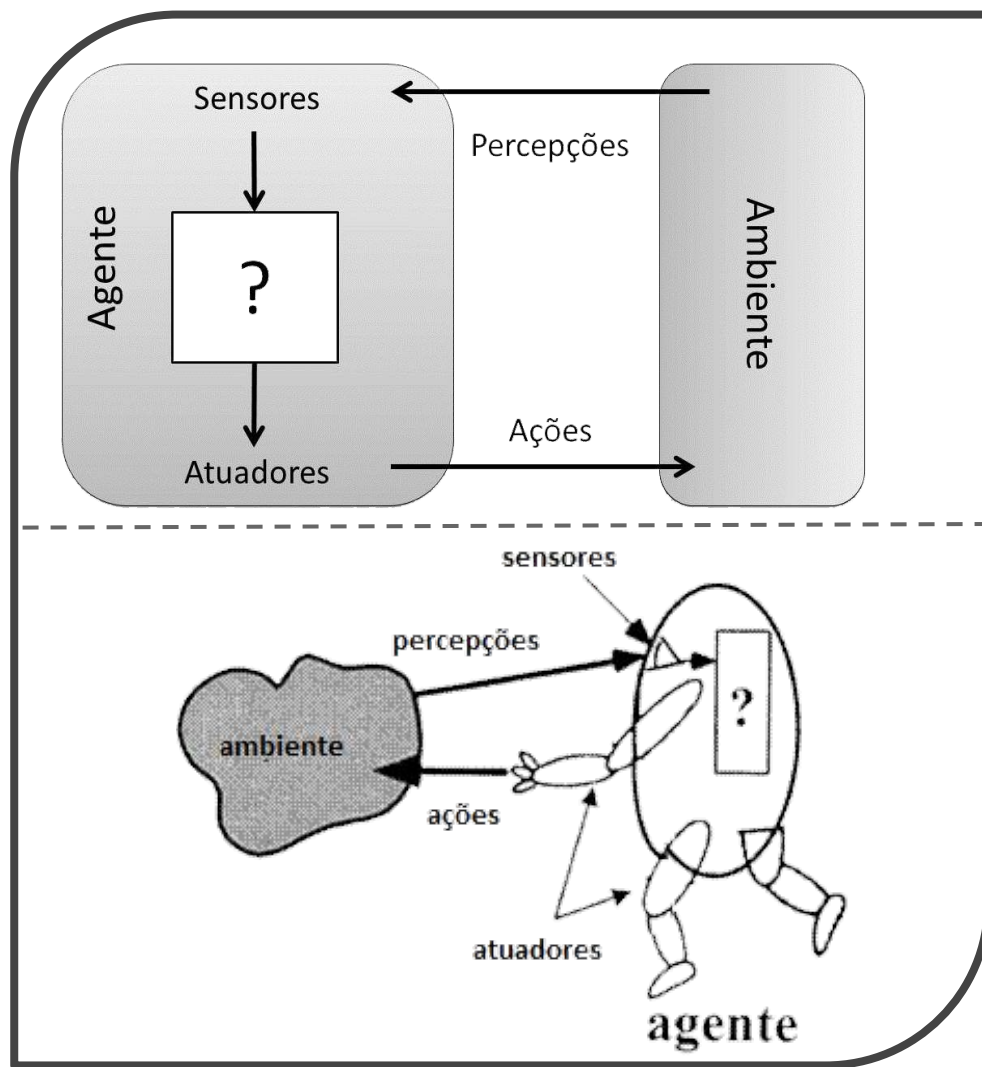 Sensores
Percepções
Agente
?
Ambiente
Ações
Atuadores
sensores
percepções
?
ambiente
ações
atuadores
agente